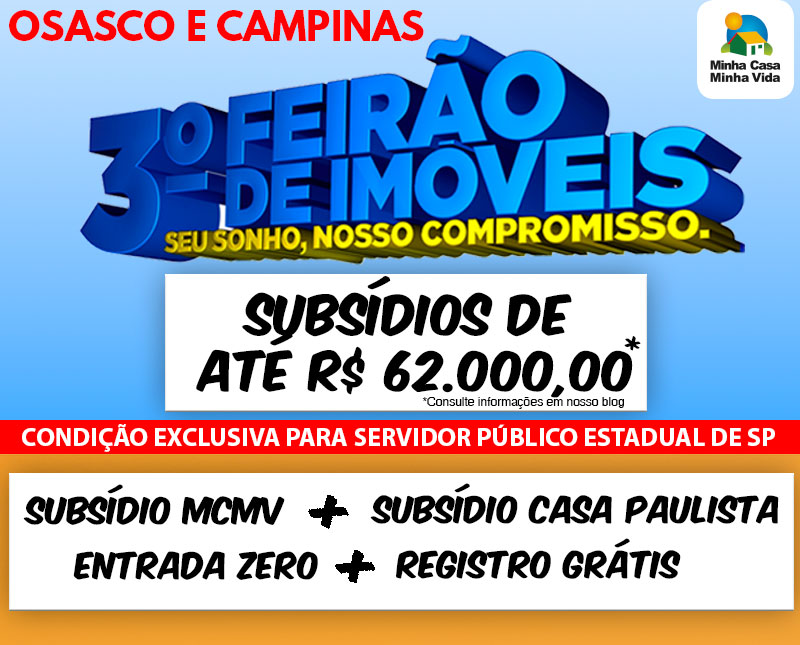 OSASCO E CAMPINAS
Minha Casa
Minha Vida
3º FEIRÃO
DE IMÓVEIS
SEU SONHO, NOSSO COMPROMISSO.
SUBSÍDIOS DE
ATÉ R$ 62.000,00*
*Consulte informações em nosso blog
CONDIÇÃO EXCLUSIVA PARA SERVIDOR PÚBLICO ESTADUAL DE SP
SUBSÍDIO MCMV + SUBSÍDIO CASA PAULISTA
ENTRADA ZERO + REGISTRO GRÁTIS